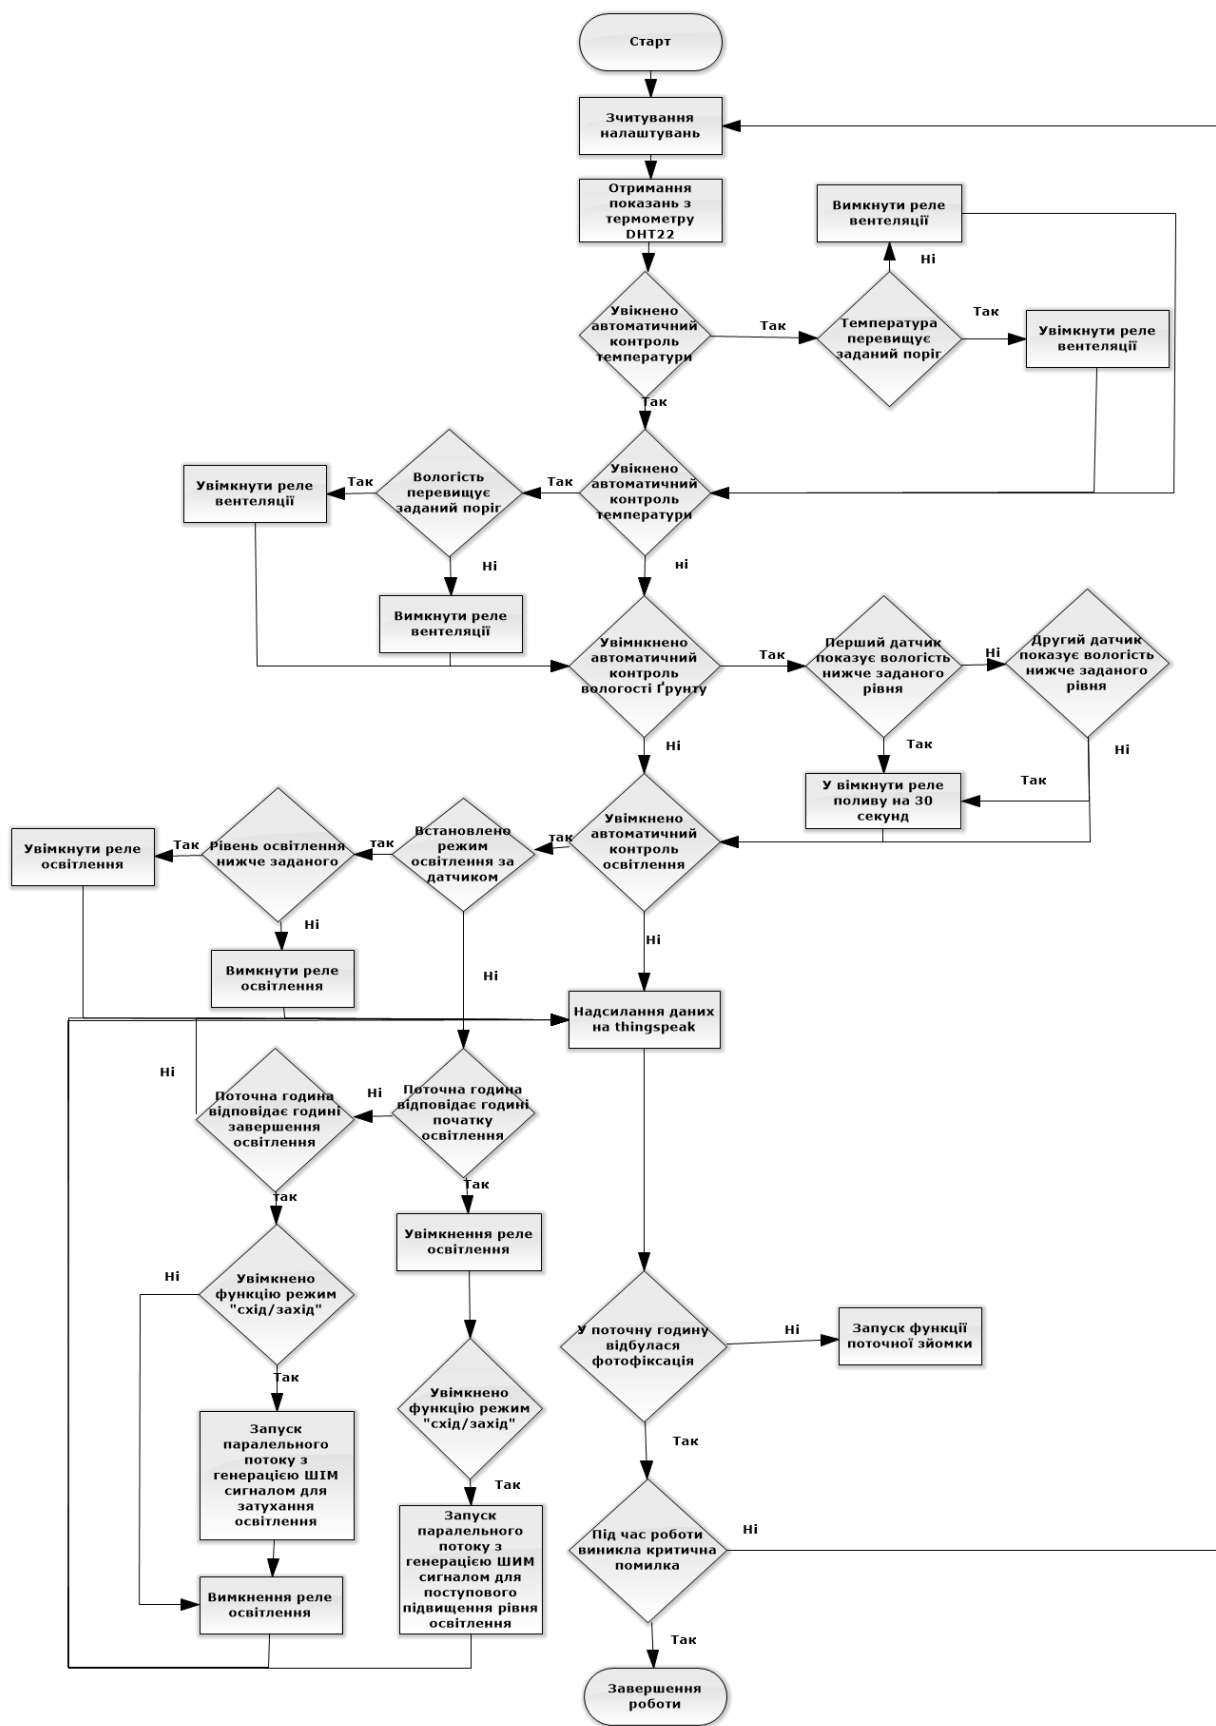 Старт
Зчитування
налаштувань
Отримання
показань з
термометру
DHT22
Вимкнути реле
вентеляції
Ні
Увікнено
автоматичний
контроль
температури
Так
Температура
перевищує
заданий поріг
Так
Увімкнути реле
вентеляції
Так
Увікнено
автоматичний
контроль
температури
Так
Вологість
перевищує
заданий поріг
Так
Увімкнути реле
вентеляції
Ні
Вимкнути реле
вентеляції
ні
Увімнкнено
автоматичний
контроль
вологості Ґрунту
Так
Перший датчик
показує вологість
нижче заданого
рівня
Ні
Другий датчик
показує вологість
нижче заданого
рівня
Ні
Так
Ні
Так
У вімкнути реле
поливу на 30
секунд
Увімкнено
автоматичний
контроль
освітлення
так
Встановлено
режим
освітлення за
датчиком
так
Рівень освітлення
нижче заданого
Так
Увімкнути реле
освітлення
Ні
Вимкнути реле
освітлення
Ні
Ні
Надсилання даних
на thingspeak
Ні
Поточна година
відповідає годині
завершення
освітлення
Ні
Поточна година
відповідає годині
початку
освітлення
так
Так
Увімкнення реле
освітлення
Ні
Увімкнено
функцію режим
"схід/захід"
Так
Увімкнено
функцію режим
"схід/захід"
Так
Запуск
паралельного
потоку з
генерацією ШІМ
сигналом для
затухання
освітлення
Запуск
паралельного
потоку з
генерацією ШИМ
сигналом для
поступового
підвищення рівня
освітлення
Вимкнення реле
освітлення
У поточну годину
відбулася
фотофіксація
Ні
Запуск функції
поточної зйомки
Так
Під час роботи
виникла критична
помилка
Ні
Так
Завершення
роботи